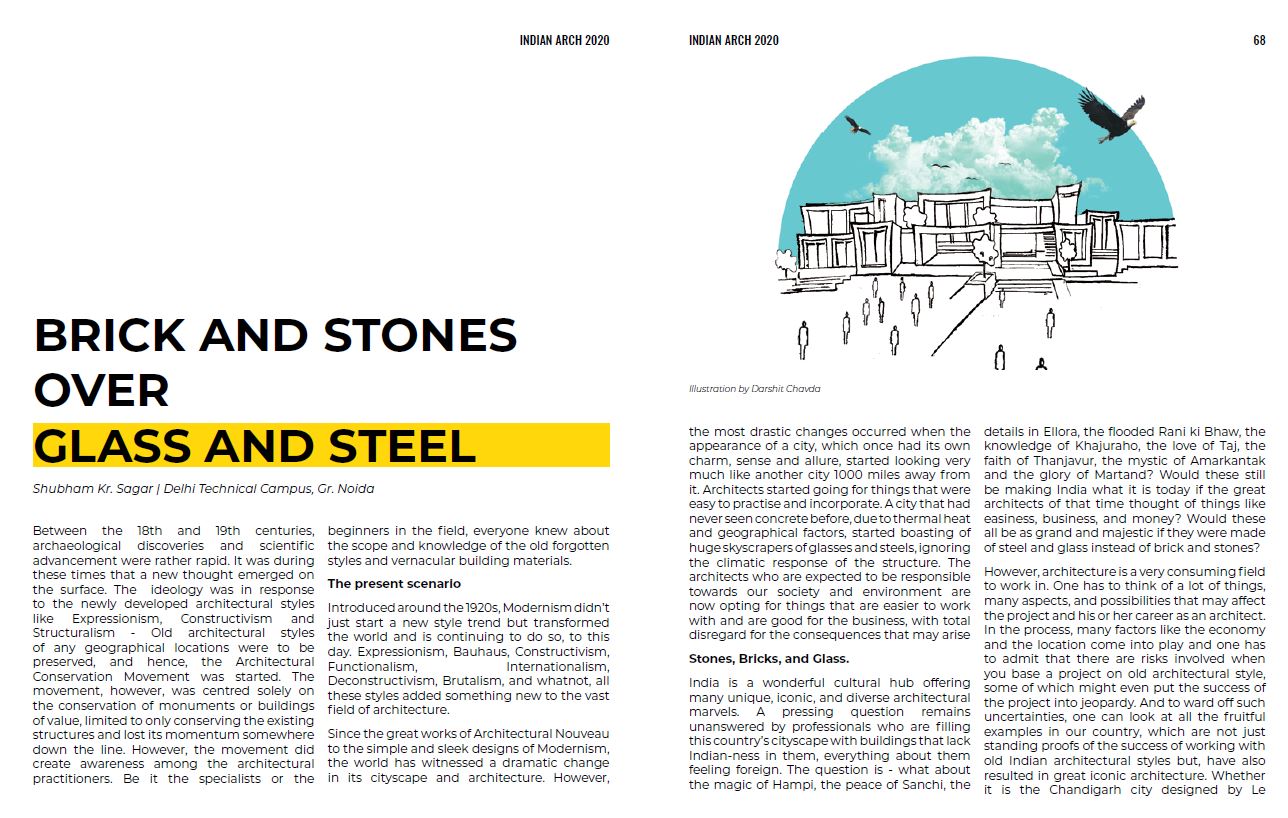 INDIAN ARCH 2020
BRICK AND STONES
OVER
GLASS AND STEEL
Shubham Kr. Sagar | Delhi Technical Campus, Gr. Noida
Between the 18th and 19th centuries,
archaeological discoveries and scientific
advancement were rather rapid. It was during
these times that a new thought emerged on
the surface. The ideology was in response
to the newly developed architectural styles
like Expressionism, Constructivism and
Structuralism - Old architectural styles
of any geographical locations were to be
preserved, and hence, the Architectural
Conservation Movement was started. The
movement, however, was centred solely on
the conservation of monuments or buildings
of value, limited to only conserving the existing
structures and lost its momentum somewhere
down the line. However, the movement did
create awareness among the architectural
practitioners. Be it the specialists or the
beginners in the field, everyone knew about
the scope and knowledge of the old forgotten
styles and vernacular building materials.
The present scenario
Introduced around the 1920s, Modernism didn't
just start a new style trend but transformed
the world and is continuing to do so, to this
day. Expressionism, Bauhaus, Constructivism,
Functionalism, Internationalism,
Deconstructivism, Brutalism, and whatnot, all
these styles added something new to the vast
field of architecture.
Since the great works of Architectural Nouveau
to the simple and sleek designs of Modernism,
the world has witnessed a dramatic change
in its cityscape and architecture. However,
INDIAN ARCH 2020
68
Illustration by Darshit Chavda
the most drastic changes occurred when the
appearance of a city, which once had its own
charm, sense and allure, started looking very
much like another city 1000 miles away from
it. Architects started going for things that were
easy to practise and incorporate. A city that had
never seen concrete before, due to thermal heat
and geographical factors, started boasting of
huge skyscrapers of glasses and steels, ignoring
the climatic response of the structure. The
architects who are expected to be responsible
towards our society and environment are
now opting for things that are easier to work
with and are good for the business, with total
disregard for the consequences that may arise
Stones, Bricks, and Glass.
India is a wonderful cultural hub offering
many unique, iconic, and diverse architectural
marvels. A pressing question remains
unanswered by professionals who are filling
this country's cityscape with buildings that lack
Indian-ness in them, everything about them
feeling foreign. The question is - what about
the magic of Hampi, the peace of Sanchi, the
details in Ellora, the flooded Rani ki Bhaw, the
knowledge of Khajuraho, the love of Taj, the
faith of Thanjavur, the mystic of Amarkantak
and the glory of Martand? Would these still
be making India what it is today if the great
architects of that time thought of things like
easiness, business, and money? Would these
all be as grand and majestic if they were made
of steel and glass instead of brick and stones?
However, architecture is a very consuming field
to work in. One has to think of a lot of things,
many aspects, and possibilities that may affect
the project and his or her career as an architect.
In the process, many factors like the economy
and the location come into play and one has
to admit that there are risks involved when
you base a project on old architectural style,
some of which might even put the success of
the project into jeopardy. And to ward off such
uncertainties, one can look at all the fruitful
examples in our country, which are not just
standing proofs of the success of working with
old Indian architectural styles but, have also
resulted in great iconic architecture. Whether
it is the Chandigarh city designed by Le